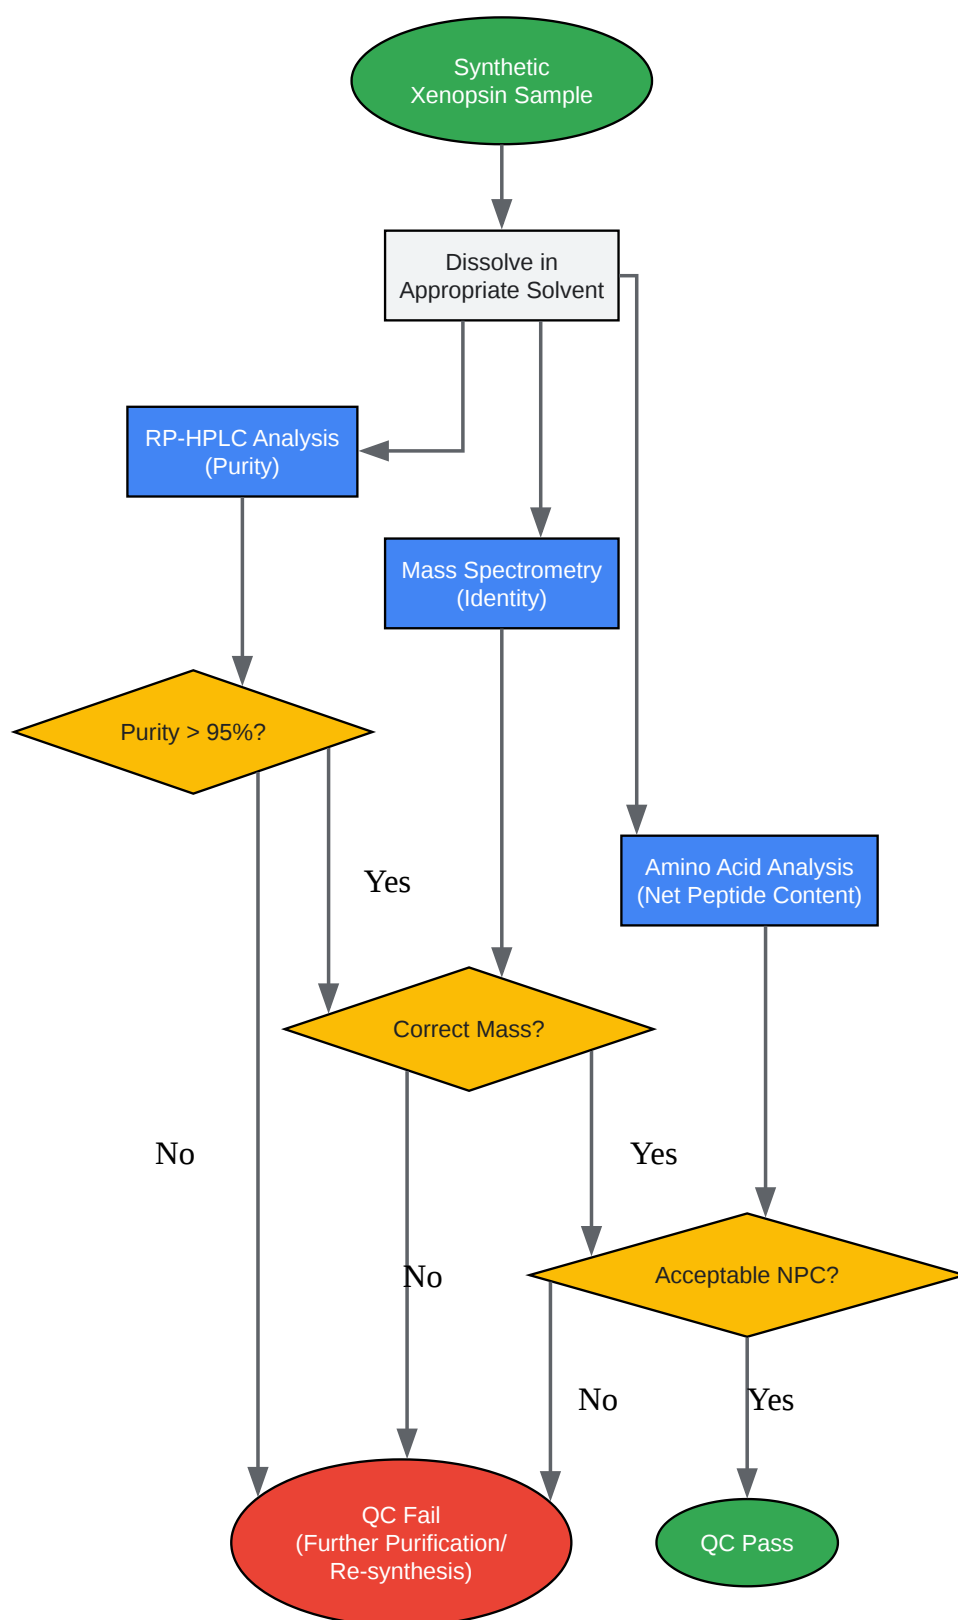 Synthetic
Xenopsin Sample
Dissolve in
Appropriate Solvent
RP-HPLC Analysis
(Purity)
Mass Spectrometry
(Identity)
Purity > 95%?
Amino Acid Analysis
(Net Peptide Content)
Yes
Correct Mass?
No
Yes
No
Acceptable NPC?
No
Yes
QC Fail
(Further Purification/
Re-synthesis)
QC Pass